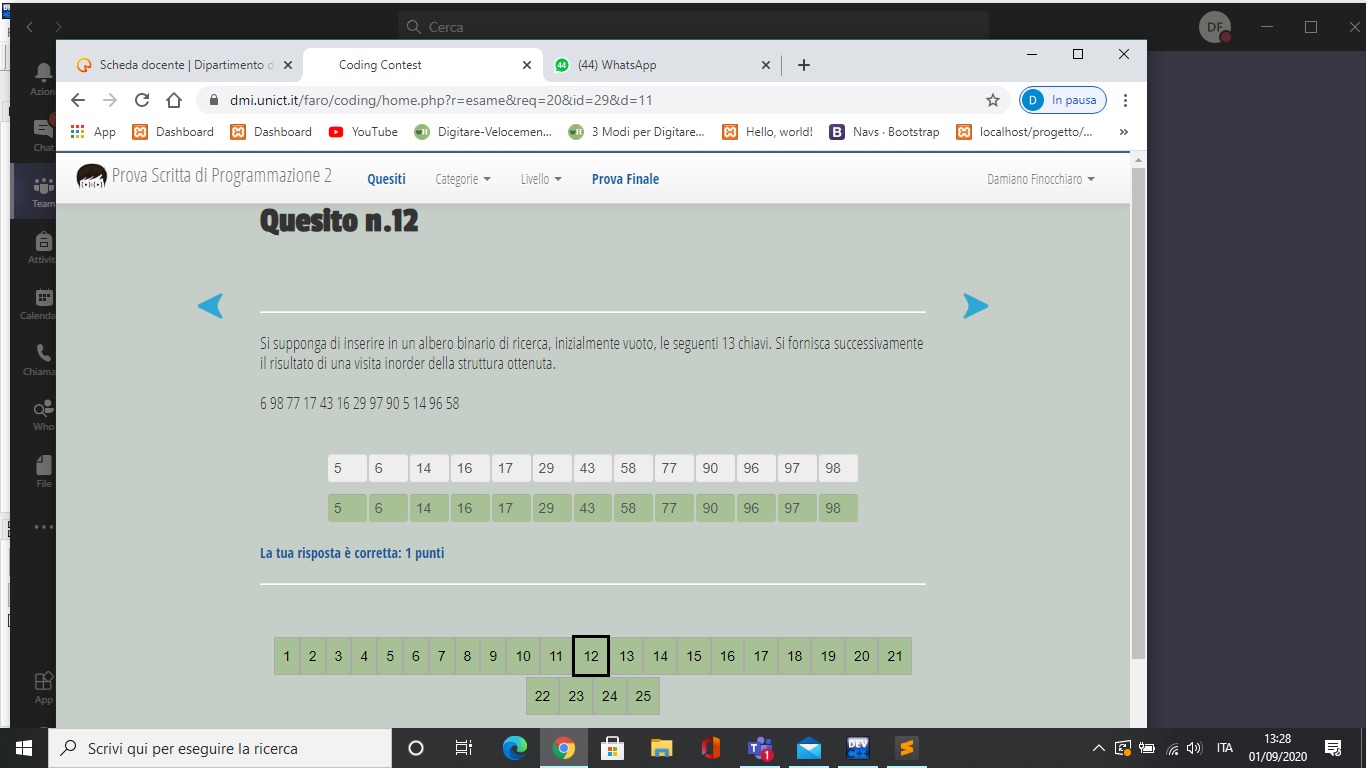 Cerca
DF
Scheda docente | Dipartimento d
Coding Contest
(44) WhatsApp
dmi.unict.it/faro/coding/home.php?r=esame&req=20&id=29&d=11
D In pausa
App Dashboard Dashboard YouTube Digitare-Velocemen... 3 Modi per Digitare... Hello, world! Navs · Bootstrap localhost/progetto/... »
Azion
Chat
Team
Attivit
Calenda
Chiama
Who
File
App
Prova Scritta di Programmazione 2 Quesiti Categorie Livello Prova Finale Damiano Finocchiaro
Quesito n.12
Si supponga di inserire in un albero binario di ricerca, inizialmente vuoto, le seguenti 13 chiavi. Si fornisca successivamente
il risultato di una visita inorder della struttura ottenuta.
6 98 77 17 43 16 29 97 90 5 14 96 58
5 6 14 16 17 29 43 58 77 90 96 97 98
5 6 14 16 17 29 43 58 77 90 96 97 98
La tua risposta è corretta: 1 punti
1 2 3 4 5 6 7 8 9 10 11 12 13 14 15 16 17 18 19 20 21
22 23 24 25
Scrivi qui per eseguire la ricerca
DEV
1
ITA
13:28
01/09/2020